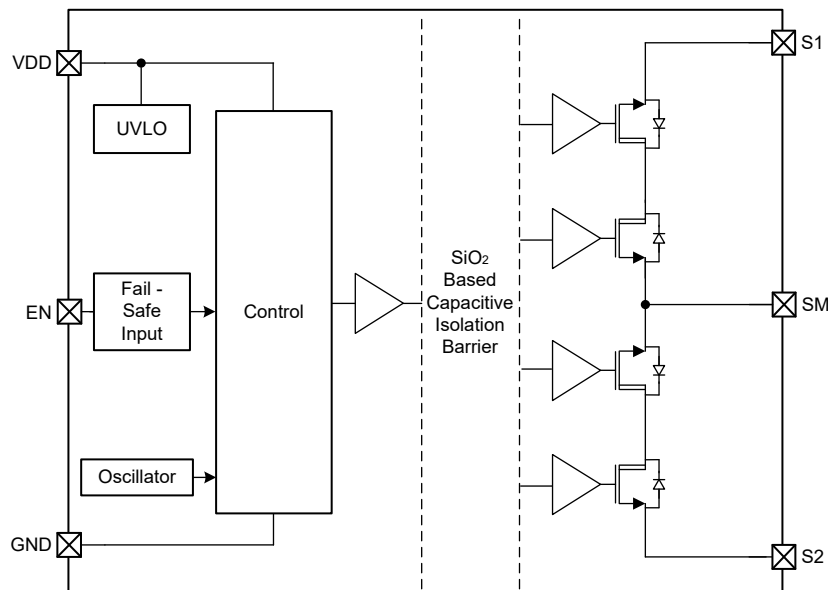 VDD
S1
UVLO
SiO₂
Based
Capacitive
Isolation
Barrier
EN
Fail -
Safe
Input
Control
SM
Oscillator
GND
S2